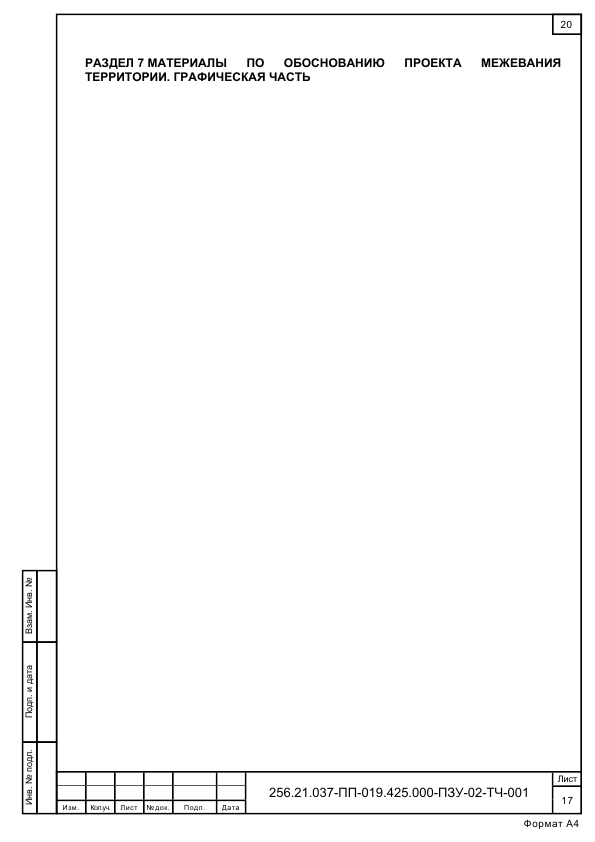 20
РАЗДЕЛ 7 МАТЕРИАЛЫ ПО ОБОСНОВАНИЮ ПРОЕКТА МЕЖЕВАНИЯ
ТЕРРИТОРИИ. ГРАФИЧЕСКАЯ ЧАСТЬ
Взам. Инв. №
Подп. и дата
Инв. № подл.
Изм. Кол.уч. Лист №док. Подп. Дата
256.21.037-ПП-019.425.000-ПЗУ-02-ТЧ-001
Лист
17
Формат А4